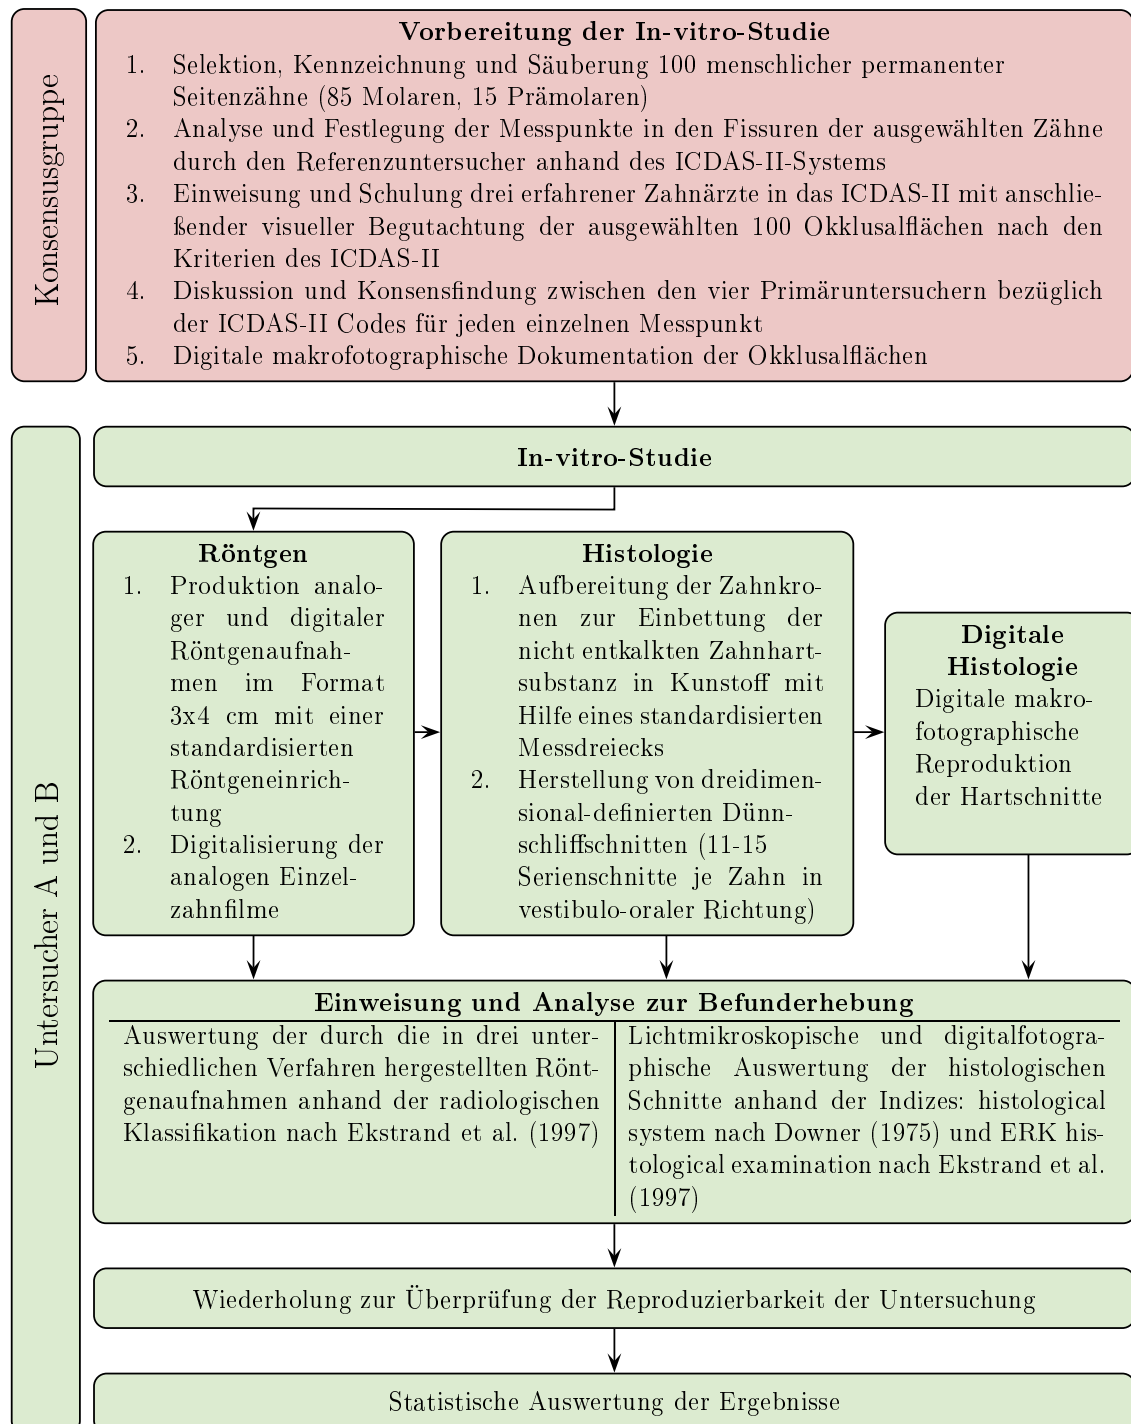 Konsensusgruppe
Vorbereitung der In-vitro-Studie
1. Selektion, Kennzeichnung und Säuberung 100 menschlicher permanenter
Seitenzähne (85 Molaren, 15 Prämolaren)
2. Analyse und Festlegung der Messpunkte in den Fissuren der ausgewählten Zähne
durch den Referenzuntersucher anhand des ICDAS-II-Systems
3. Einweisung und Schulung drei erfahrener Zahnärzte in das ICDAS-II mit anschlie-
ßender visueller Begutachtung der ausgewählten 100 Okklusalflächen nach den
Kriterien des ICDAS-II
4. Diskussion und Konsensfindung zwischen den vier Primäruntersuchern bezüglich
der ICDAS-II Codes für jeden einzelnen Messpunkt
5. Digitale makrofotographische Dokumentation der Okklusalflächen
Untersucher A und B
In-vitro-Studie
Röntgen
1. Produktion analo-
ger und digitaler
Röntgenaufnah-
men im Format
3x4 cm mit einer
standardisierten
Röntgeneinrich-
tung
2. Digitalisierung der
analogen Einzel-
zahnfilme
Histologie
1. Aufbereitung der Zahnkro-
nen zur Einbettung der
nicht entkalkten Zahnhart-
substanz in Kunstoff mit
Hilfe eines standardisierten
Messdreiecks
2. Herstellung von dreidimen-
sional-definierten Dünn-
schliffschnitten (11-15
Serienschnitte je Zahn in
vestibulo-oraler Richtung)
Digitale
Histologie
Digitale makro-
fotographische
Reproduktion
der Hartschnitte
Einweisung und Analyse zur Befunderhebung
Auswertung der durch die in drei unter-
schiedlichen Verfahren hergestellten Rönt-
genaufnahmen anhand der radiologischen
Klassifikation nach Ekstrand et al. (1997)
Lichtmikroskopische und digitalfotogra-
phische Auswertung der histologischen
Schnitte anhand der Indizes: histological
system nach Downer (1975) und ERK his-
tological examination nach Ekstrand et al.
(1997)
Wiederholung zur Überprüfung der Reproduzierbarkeit der Untersuchung
Statistische Auswertung der Ergebnisse